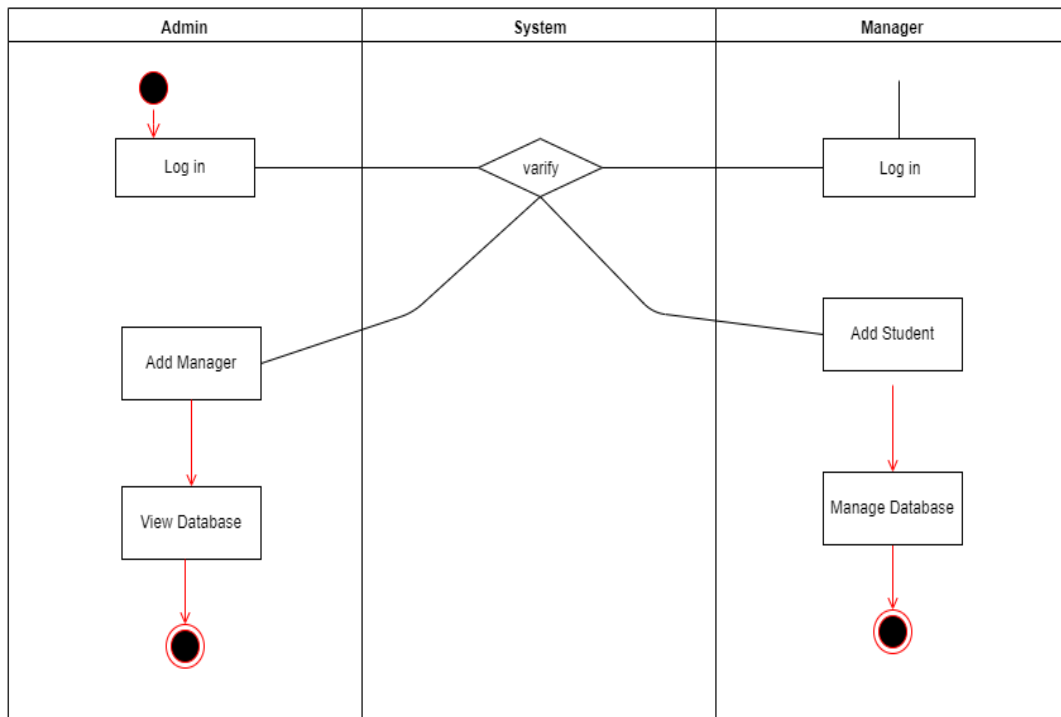 Admin
System
Manager
Log in
varify
Log in
Add Manager
Add Student
View Database
Manage Database